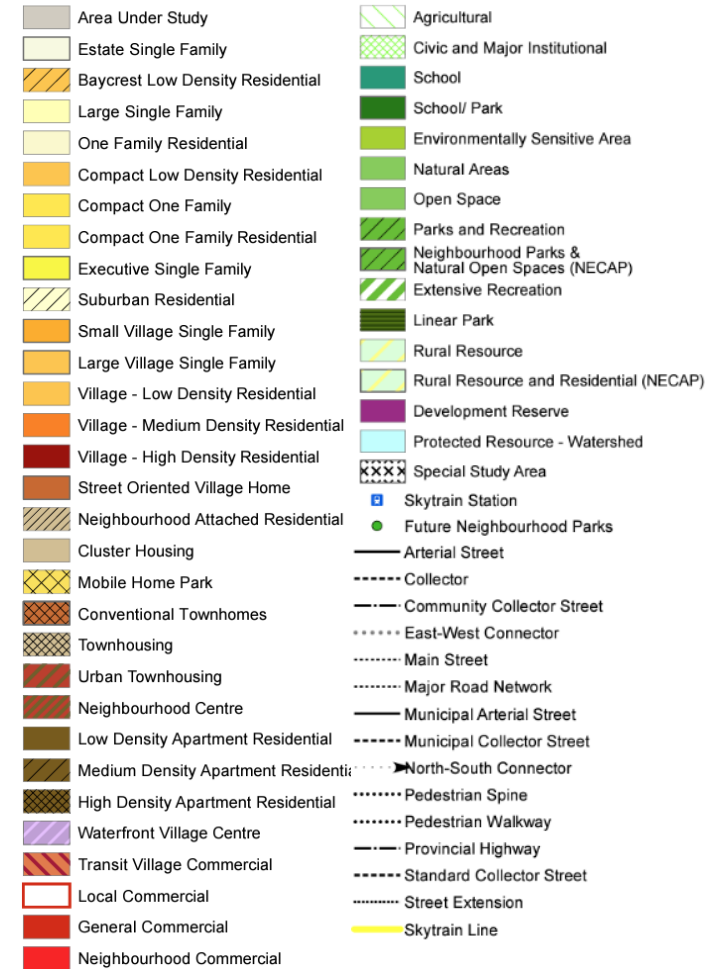 Area Under Study
Estate Single Family
Baycrest Low Density Residential
Large Single Family
One Family Residential
Compact Low Density Residential
Compact One Family
Compact One Family Residential
Executive Single Family
Suburban Residential
Small Village Single Family
Large Village Single Family
Village - Low Density Residential
Village - Medium Density Residential
Village - High Density Residential
Street Oriented Village Home
Neighbourhood Attached Residential
Cluster Housing
Mobile Home Park
Conventional Townhomes
Townhousing
Urban Townhousing
Neighbourhood Centre
Low Density Apartment Residential
Medium Density Apartment Residentia
High Density Apartment Residential
Waterfront Village Centre
Transit Village Commercial
Local Commercial
General Commercial
Neighbourhood Commercial
Agricultural
Civic and Major Institutional
School
School/ Park
Environmentally Sensitive Area
Natural Areas
Open Space
Parks and Recreation
Neighbourhood Parks &
Natural Open Spaces (NECAP)
Extensive Recreation
Linear Park
Rural Resource
Rural Resource and Residential (NECAP)
Development Reserve
Protected Resource - Watershed
Special Study Area
Skytrain Station
Future Neighbourhood Parks
Arterial Street
Collector
Community Collector Street
East-West Connector
Main Street
Major Road Network
Municipal Arterial Street
Municipal Collector Street
North-South Connector
Pedestrian Spine
Pedestrian Walkway
Provincial Highway
Standard Collector Street
Street Extension
Skytrain Line